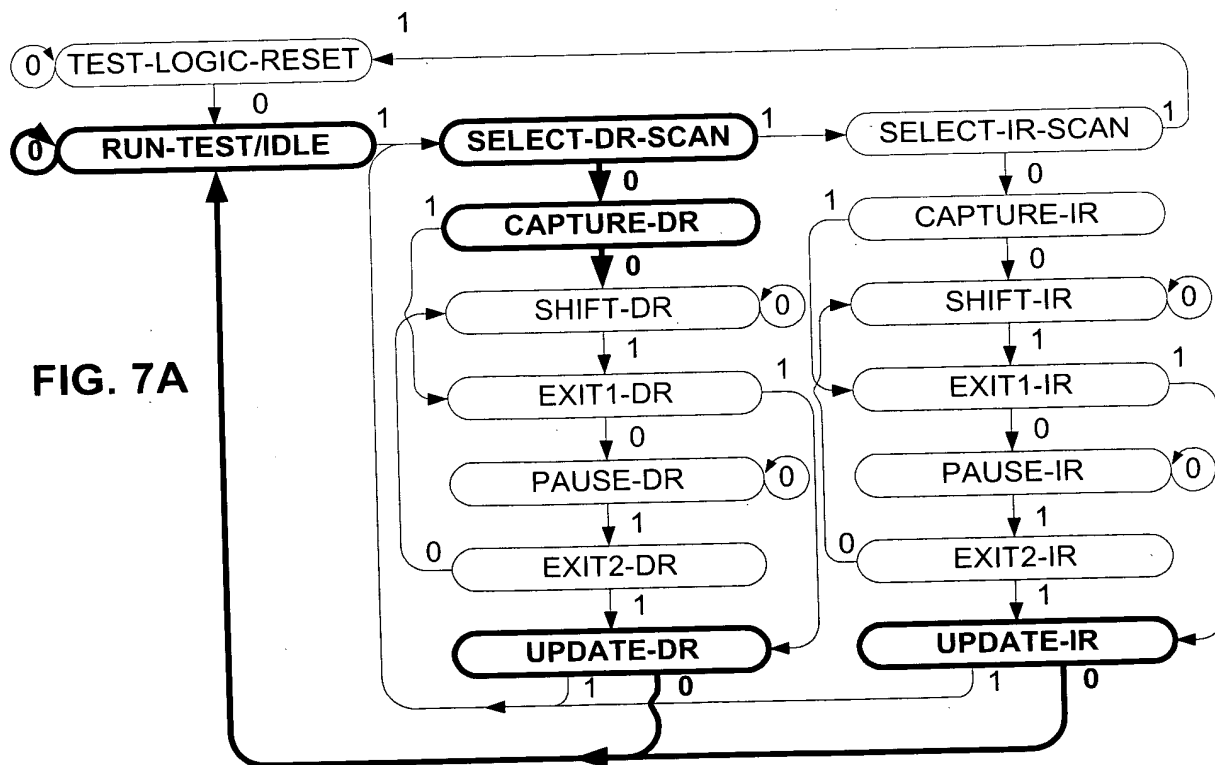 1
0 TEST-LOGIC-RESET
0
0 RUN-TEST/IDLE 1 SELECT-DR-SCAN 1 SELECT-IR-SCAN 1
0 0
1 CAPTURE-DR 1 CAPTURE-IR
0 0
SHIFT-DR 0 SHIFT-IR 0
1 1
FIG. 7A
EXIT1-DR 1 EXIT1-IR 1
0 0
PAUSE-DR 0 PAUSE-IR 0
1 1
0 EXIT2-DR 0 EXIT2-IR
1 1
UPDATE-DR UPDATE-IR
1 0 1 0